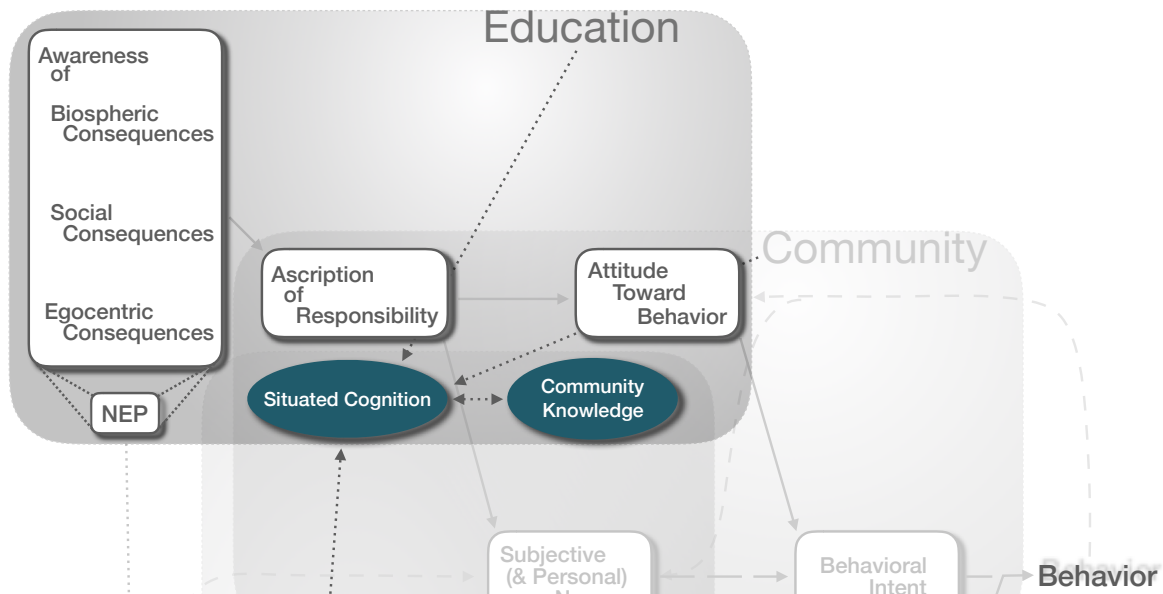 Education
Awareness
of
Biospheric
Consequences
Social
Consequences
Egocentric
Consequences
NEP
Community
Ascription
of
Responsibility
Attitude
Toward
Behavior
Situated Cognition
Community
Knowledge
Subjective
(& Personal)
Behavioral
Intent
Behavior